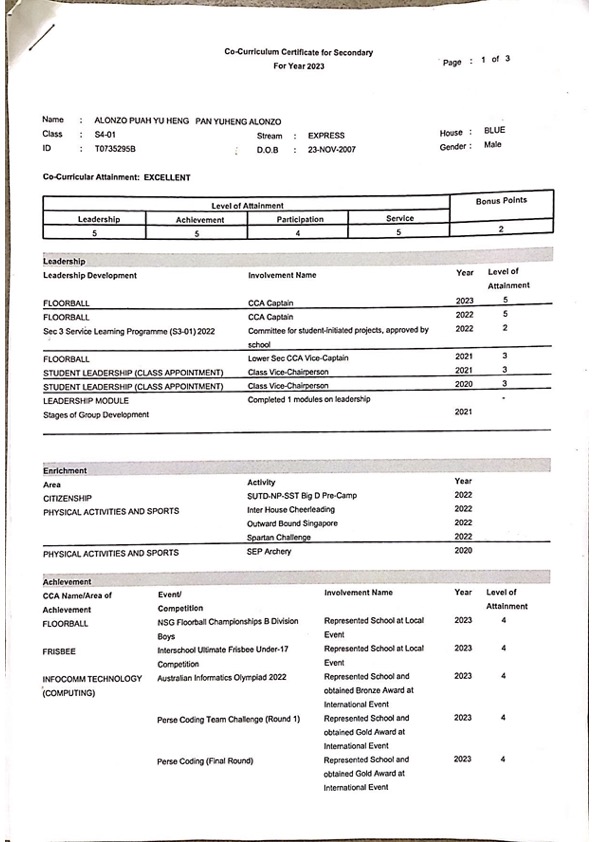 Co-Curriculum Certificate for Secondary
For Year 2023
Page : 1 of 3
Name : ALONZO PUAH YU HENG PAN YUHENG ALONZO
Class : S4-01 Stream : EXPRESS House : BLUE
ID : T0735295B D.O.B : 23-NOV-2007 Gender : Male
Co-Curricular Attainment: EXCELLENT
Level of Attainment Bonus Points
Leadership Achievement Participation Service
5 5 4 5 2
Leadership
Leadership Development Involvement Name Year Level of
Attainment
FLOORBALL CCA Captain 2023 5
FLOORBALL CCA Captain 2022 5
Sec 3 Service Learning Programme (S3-01) 2022 Committee for student-initiated projects, approved by 2022 2
school
FLOORBALL Lower Sec CCA Vice-Captain 2021 3
STUDENT LEADERSHIP (CLASS APPOINTMENT) Class Vice-Chairperson 2021 3
STUDENT LEADERSHIP (CLASS APPOINTMENT) Class Vice-Chairperson 2020 3
LEADERSHIP MODULE Completed 1 modules on leadership -
Stages of Group Development 2021
Enrichment
Area Activity Year
CITIZENSHIP SUTD-NP-SST Big D Pre-Camp 2022
PHYSICAL ACTIVITIES AND SPORTS Inter House Cheerleading 2022
Outward Bound Singapore 2022
Spartan Challenge 2022
PHYSICAL ACTIVITIES AND SPORTS SEP Archery 2020
Achievement
CCA Name/Area of Event/ Involvement Name Year Level of
Achievement Competition Attainment
FLOORBALL NSG Floorball Championships B Division Represented School at Local 2023 4
Boys Event
FRISBEE Interschool Ultimate Frisbee Under-17 Represented School at Local 2023 4
Competition Event
INFOCOMM TECHNOLOGY Australian Informatics Olympiad 2022 Represented School and 2023 4
(COMPUTING) obtained Bronze Award at
International Event
Perse Coding Team Challenge (Round 1) Represented School and 2023 4
obtained Gold Award at
International Event
Perse Coding (Final Round) Represented School and 2023 4
obtained Gold Award at
International Event